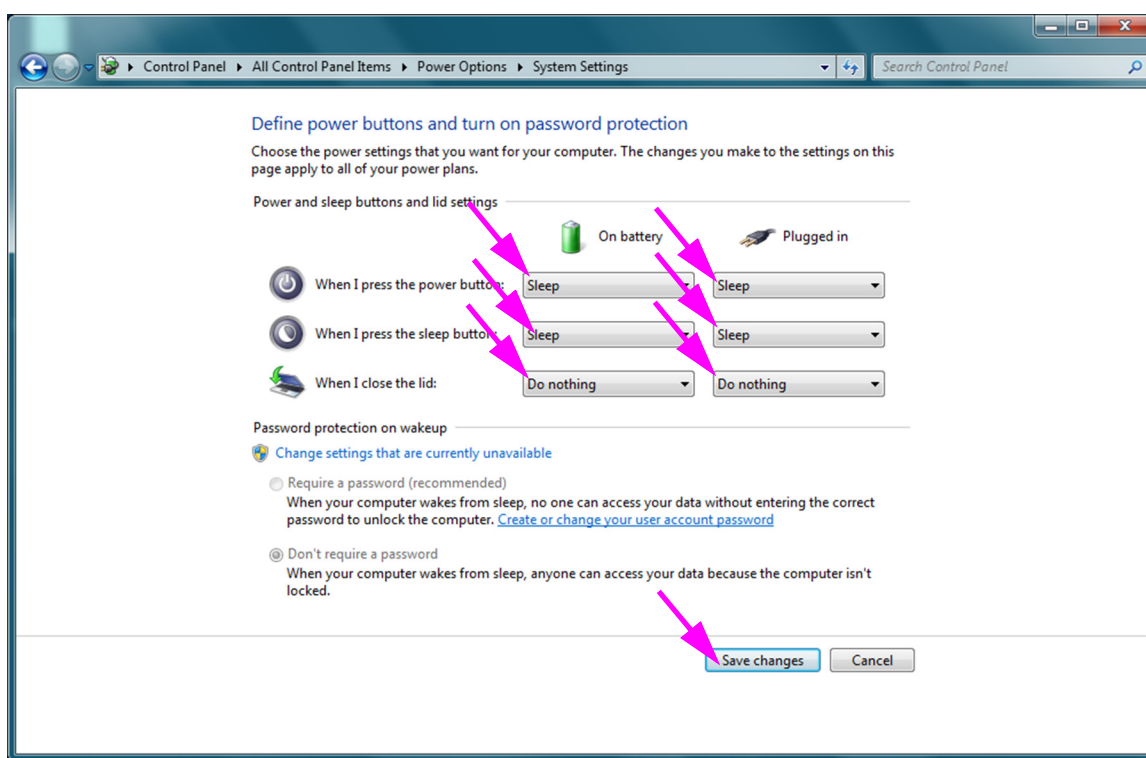 Control Panel All Control Panel Items Power Options System Settings Search Control Panel
Define power buttons and turn on password protection
Choose the power settings that you want for your computer. The changes you make to the settings on this
page apply to all of your power plans.
Power and sleep buttons and lid settings
On battery Plugged in
When I press the power button: Sleep Sleep
When I press the sleep button: Sleep Sleep
When I close the lid: Do nothing Do nothing
Password protection on wakeup
Change settings that are currently unavailable
Require a password (recommended)
When your computer wakes from sleep, no one can access your data without entering the correct
password to unlock the computer. Create or change your user account password
Don't require a password
When your computer wakes from sleep, anyone can access your data because the computer isn't
locked.
Save changes Cancel